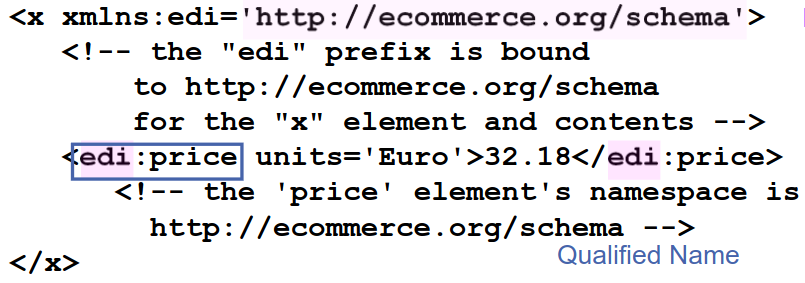 <x xmlns:edi='http://ecommerce.org/schema'>
<!-- the "edi" prefix is bound
to http://ecommerce.org/schema
for the "x" element and contents -->
<edi:price units='Euro'>32.18</edi:price>
<!-- the 'price' element's namespace is
http://ecommerce.org/schema -->
</x>
Qualified Name